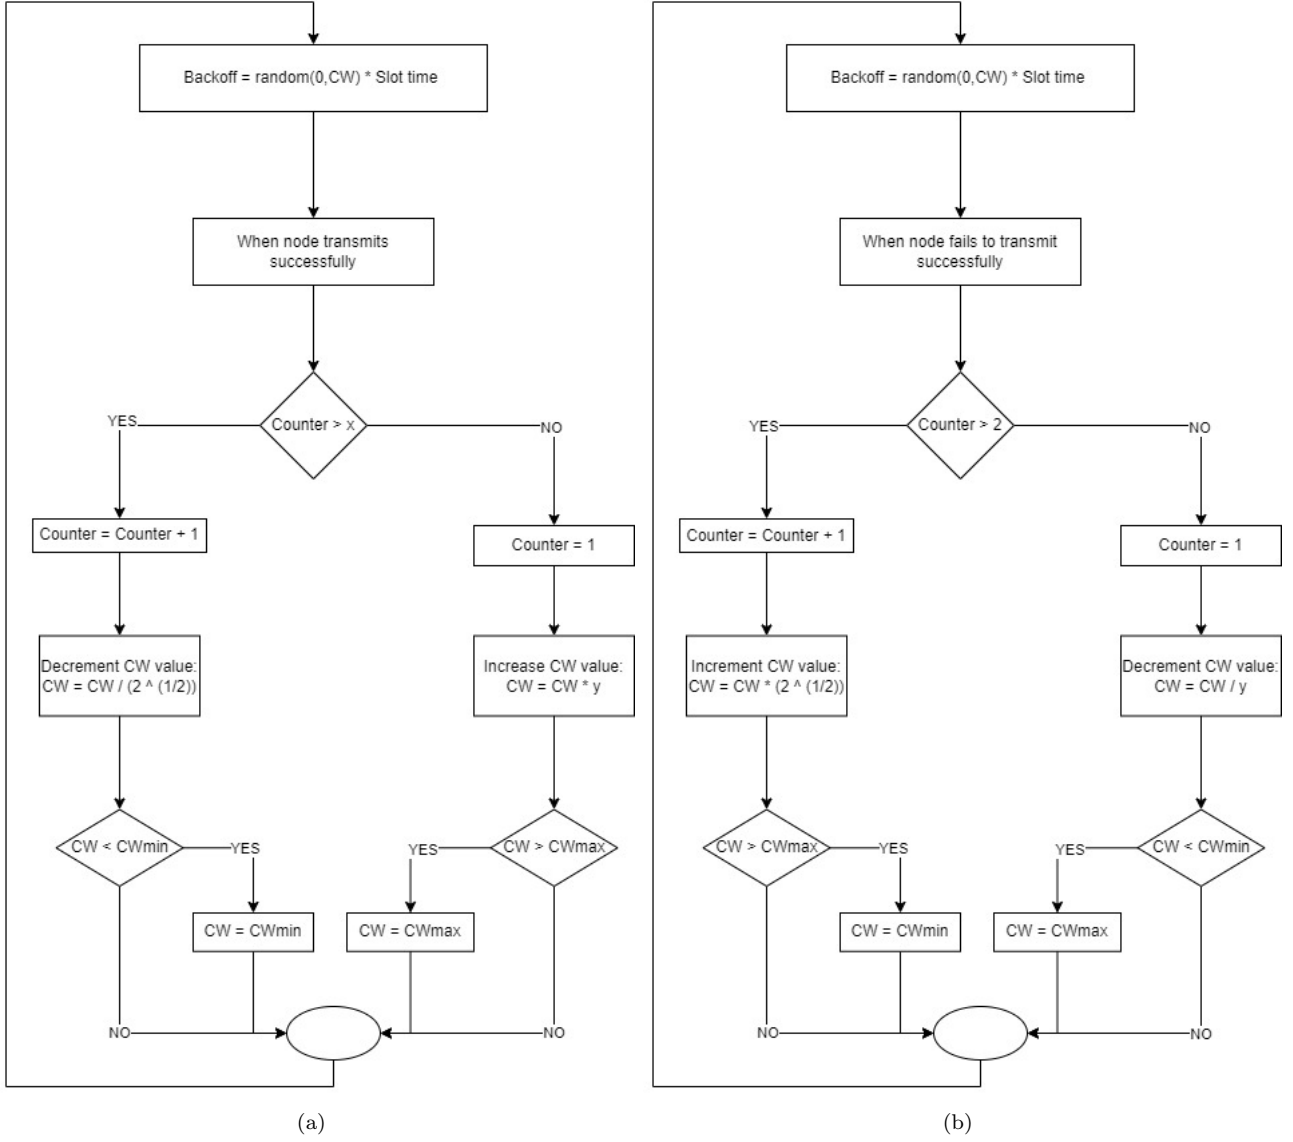 Backoff = random(0,CW) * Slot time
When node transmits
successfully
Counter > x
YES
NO
Counter = Counter + 1
Counter = 1
Decrement CW value:
CW = CW / (2 ^ (1/2))
Increase CW value:
CW = CW * y
CW < CWmin
YES
YES
CW > CWmax
CW = CWmin
CW = CWmax
NO
NO
(a)
Backoff = random(0,CW) * Slot time
When node fails to transmit
successfully
Counter > 2
YES
NO
Counter = Counter + 1
Counter = 1
Increment CW value:
CW = CW * (2 ^ (1/2))
Decrement CW value:
CW = CW / y
CW > CWmax
YES
YES
CW < CWmin
CW = CWmin
CW = CWmax
NO
NO
(b)